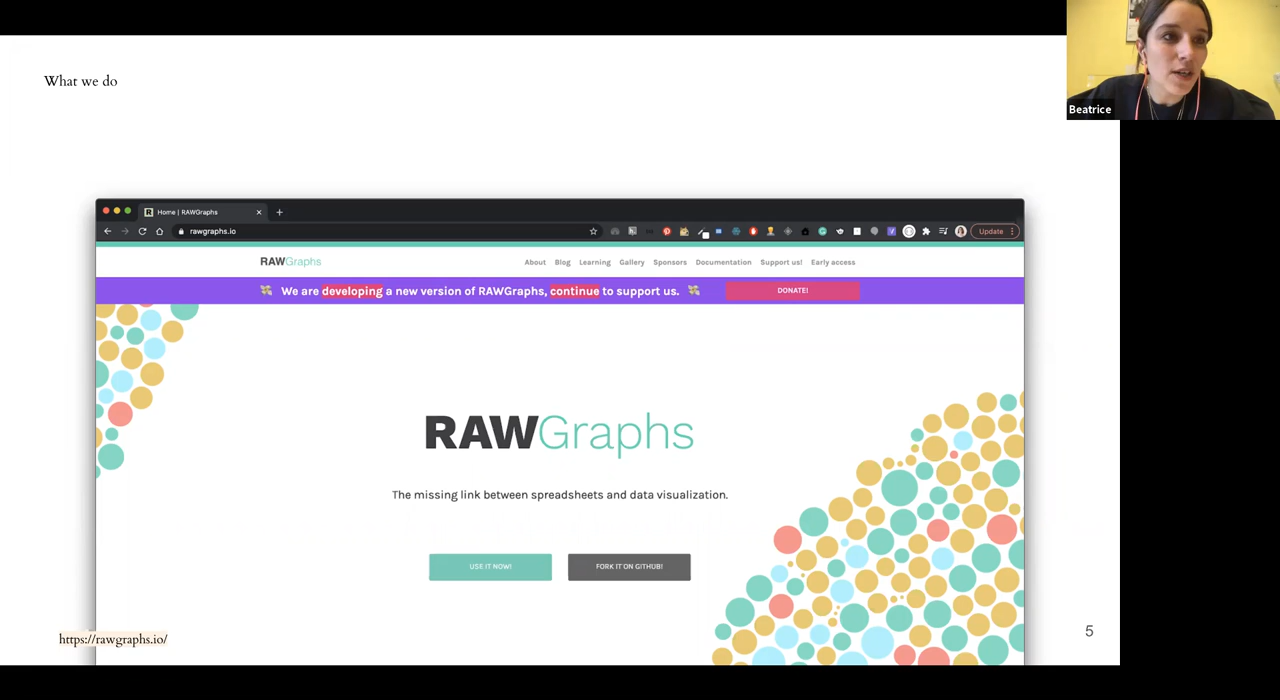 What we do
Beatrice
Home | RAWGraphs
rawgraphs.io
Update
RAWGraphs
About Blog Learning Gallery Sponsors Documentation Support us! Early access
We are developing a new version of RAWGraphs, continue to support us.
DONATE!
RAWGraphs
The missing link between spreadsheets and data visualization.
USE IT NOW!
FORK IT ON GITHUB!
https://rawgraphs.io/
5